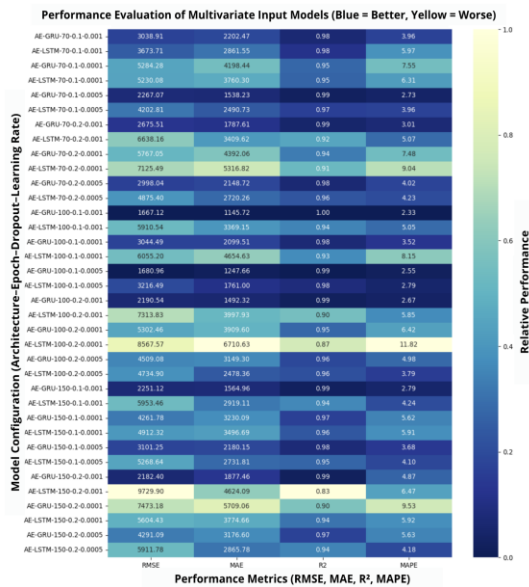 Performance Evaluation of Multivariate Input Models (Blue = Better, Yellow = Worse)
Model Configuration (Architecture–Epoch–Dropout–Learning Rate)
AE-GRU-70-0.1-0.001 3038.91 2202.47 0.98 3.96
AE-LSTM-70-0.1-0.001 3673.71 2861.55 0.98 5.97
AE-GRU-70-0.1-0.0001 5284.26 4198.44 0.95 7.55
AE-LSTM-70-0.1-0.0001 5230.08 3760.30 0.95 6.31
AE-GRU-70-0.1-0.0005 2267.07 1538.23 0.99 2.73
AE-LSTM-70-0.1-0.0005 4202.81 2490.73 0.97 3.96
AE-GRU-70-0.2-0.001 2675.51 1787.61 0.99 3.01
AE-LSTM-70-0.2-0.001 6638.16 3409.62 0.92 5.07
AE-GRU-70-0.2-0.0001 5767.05 4392.06 0.94 7.48
AE-LSTM-70-0.2-0.0001 7125.49 5316.82 0.91 9.04
AE-GRU-70-0.2-0.0005 2998.04 2148.72 0.98 4.02
AE-LSTM-70-0.2-0.0005 4875.40 2720.26 0.96 4.23
AE-GRU-100-0.1-0.001 1667.12 1145.72 1.00 2.33
AE-LSTM-100-0.1-0.001 5910.54 3369.15 0.94 5.05
AE-GRU-100-0.1-0.0001 3044.49 2099.51 0.98 3.52
AE-LSTM-100-0.1-0.0001 6055.20 4654.63 0.93 8.15
AE-GRU-100-0.1-0.0005 1680.96 1247.66 0.99 2.55
AE-LSTM-100-0.1-0.0005 3216.49 1761.00 0.98 2.79
AE-GRU-100-0.2-0.001 2190.54 1492.32 0.99 2.67
AE-LSTM-100-0.2-0.001 7313.83 3997.93 0.90 5.85
AE-GRU-100-0.2-0.0001 5302.46 3909.60 0.95 6.42
AE-LSTM-100-0.2-0.0001 8567.57 6710.63 0.87 11.82
AE-GRU-100-0.2-0.0005 4509.08 3149.30 0.96 4.98
AE-LSTM-100-0.2-0.0005 4734.90 2478.36 0.96 3.79
AE-GRU-150-0.1-0.001 2251.12 1564.96 0.99 2.79
AE-LSTM-150-0.1-0.001 5953.46 2919.11 0.94 4.24
AE-GRU-150-0.1-0.0001 4261.78 3230.09 0.97 5.62
AE-LSTM-150-0.1-0.0001 4912.32 3496.69 0.96 5.91
AE-GRU-150-0.1-0.0005 3101.25 2180.15 0.98 3.68
AE-LSTM-150-0.1-0.0005 5268.64 2731.81 0.95 4.10
AE-GRU-150-0.2-0.001 2182.40 1877.46 0.99 4.87
AE-LSTM-150-0.2-0.001 9729.90 4624.09 0.83 6.47
AE-GRU-150-0.2-0.0001 7473.18 5709.06 0.90 9.53
AE-LSTM-150-0.2-0.0001 5604.43 3774.66 0.94 5.92
AE-GRU-150-0.2-0.0005 4291.09 3176.60 0.97 5.63
AE-LSTM-150-0.2-0.0005 5911.78 2865.78 0.94 4.18
RMSE MAE R2 MAPE
Performance Metrics (RMSE, MAE, R², MAPE)
1.0
0.8
0.6
0.4
0.2
0.0
Relative Performance